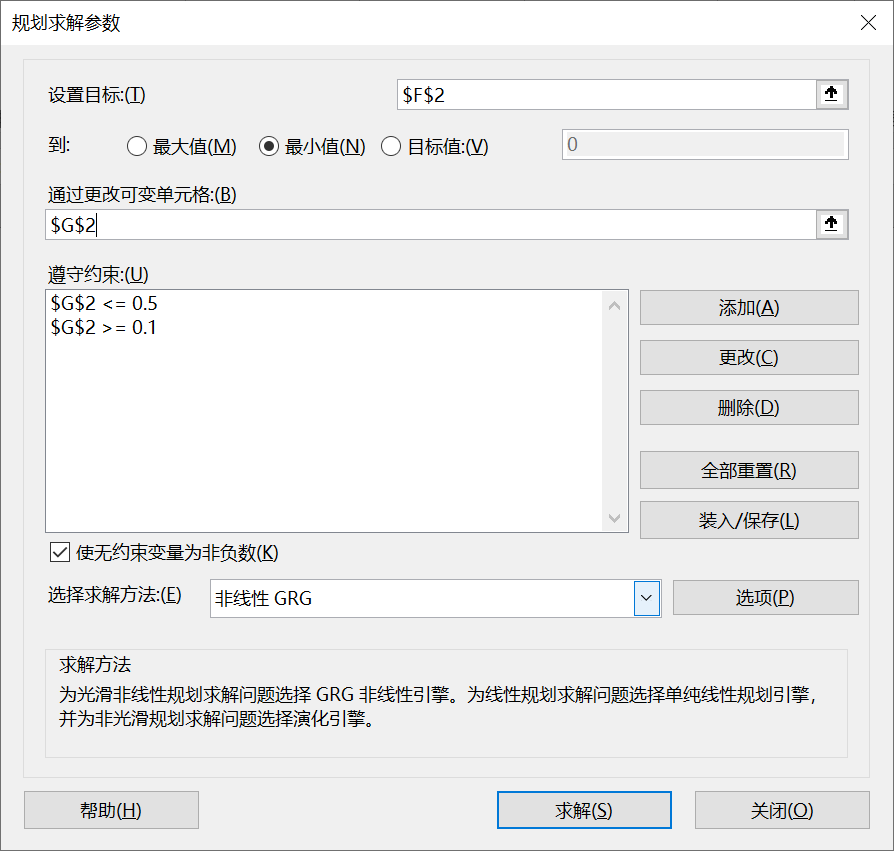 规划求解参数
设置目标:(T) $F$2
到: 最大值(M) 最小值(N) 目标值:(V) 0
通过更改可变单元格:(B)
$G$2
遵守约束:(U)
$G$2 <= 0.5
$G$2 >= 0.1
添加(A)
更改(C)
删除(D)
全部重置(R)
装入/保存(L)
使无约束变量为非负数(K)
选择求解方法:(E) 非线性 GRG 选项(P)
求解方法
为光滑非线性规划求解问题选择 GRG 非线性引擎。为线性规划求解问题选择单纯线性规划引擎，
并为非光滑规划求解问题选择演化引擎。
帮助(H) 求解(S) 关闭(O)